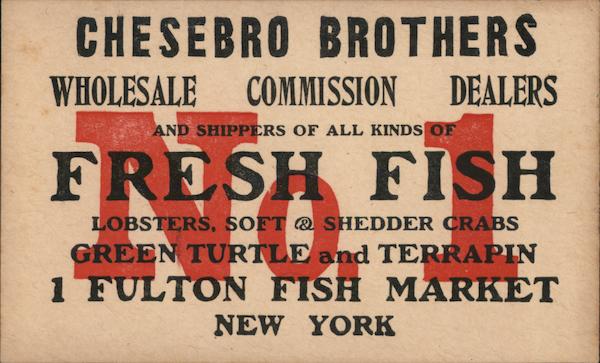 CHESEBRO BROTHERS
WHOLESALE COMMISSION DEALERS
AND SHIPPERS OF ALL KINDS OF
FRESH FISH
No. 1
LOBSTERS, SOFT & SHEDDER CRABS
GREEN TURTLE and TERRAPIN
1 FULTON FISH MARKET
NEW YORK